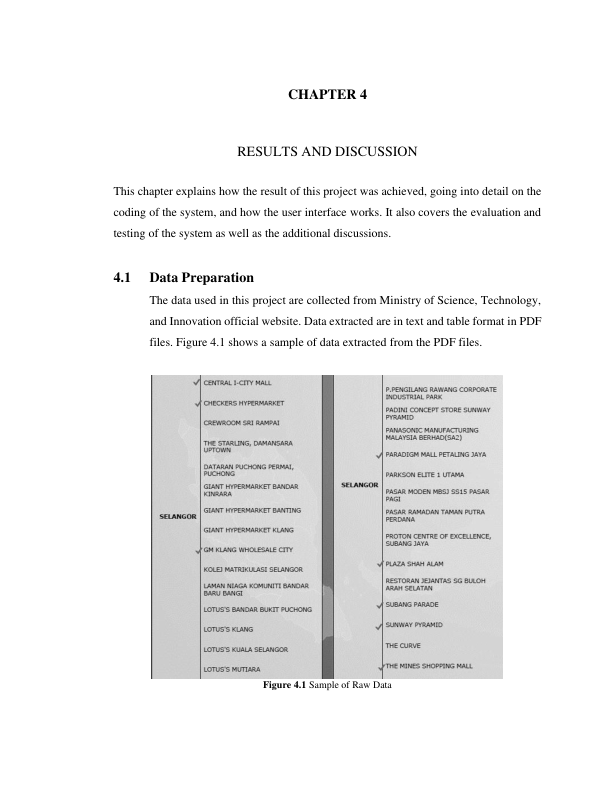 CHAPTER 4
RESULTS AND DISCUSSION
This chapter explains how the result of this project was achieved, going into detail on the
coding of the system, and how the user interface works. It also covers the evaluation and
testing of the system as well as the additional discussions.
4.1 Data Preparation
The data used in this project are collected from Ministry of Science, Technology,
and Innovation official website. Data extracted are in text and table format in PDF
files. Figure 4.1 shows a sample of data extracted from the PDF files.
SELANGOR
CENTRAL I-CITY MALL
CHECKERS HYPERMARKET
CREWROOM SRI RAMPAI
THE STARLING, DAMANSARA
UPTOWN
DATARAN PUCHONG PERMAI,
PUCHONG
GIANT HYPERMARKET BANDAR
KINRARA
GIANT HYPERMARKET BANTING
GIANT HYPERMARKET KLANG
GM KLANG WHOLESALE CITY
KOLEJ MATRIKULASI SELANGOR
LAMAN NIAGA KOMUNITI BANDAR
BARU BANGI
LOTUS'S BANDAR BUKIT PUCHONG
LOTUS'S KLANG
LOTUS'S KUALA SELANGOR
LOTUS'S MUTIARA
SELANGOR
P.PENGILANG RAWANG CORPORATE
INDUSTRIAL PARK
PADINI CONCEPT STORE SUNWAY
PYRAMID
PANASONIC MANUFACTURING
MALAYSIA BERHAD(SA2)
PARADIGM MALL PETALING JAYA
PARKSON ELITE 1 UTAMA
PASAR MODEN MBSJ SS15 PASAR
PAGI
PASAR RAMADAN TAMAN PUTRA
PERDANA
PROTON CENTRE OF EXCELLENCE,
SUBANG JAYA
PLAZA SHAH ALAM
RESTORAN JEJANTAS SG BULOH
ARAH SELATAN
SUBANG PARADE
SUNWAY PYRAMID
THE CURVE
THE MINES SHOPPING MALL
Figure 4.1 Sample of Raw Data